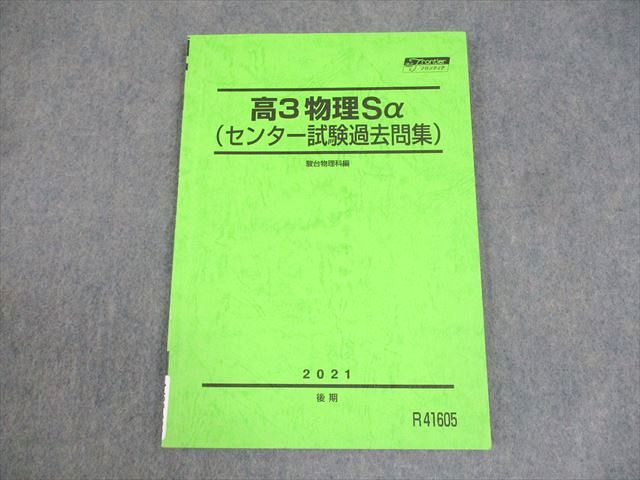 Frontier
フロンティア
高3物理Sα
(センター試験過去問集)
駿台物理科編
2021
後期
R41605